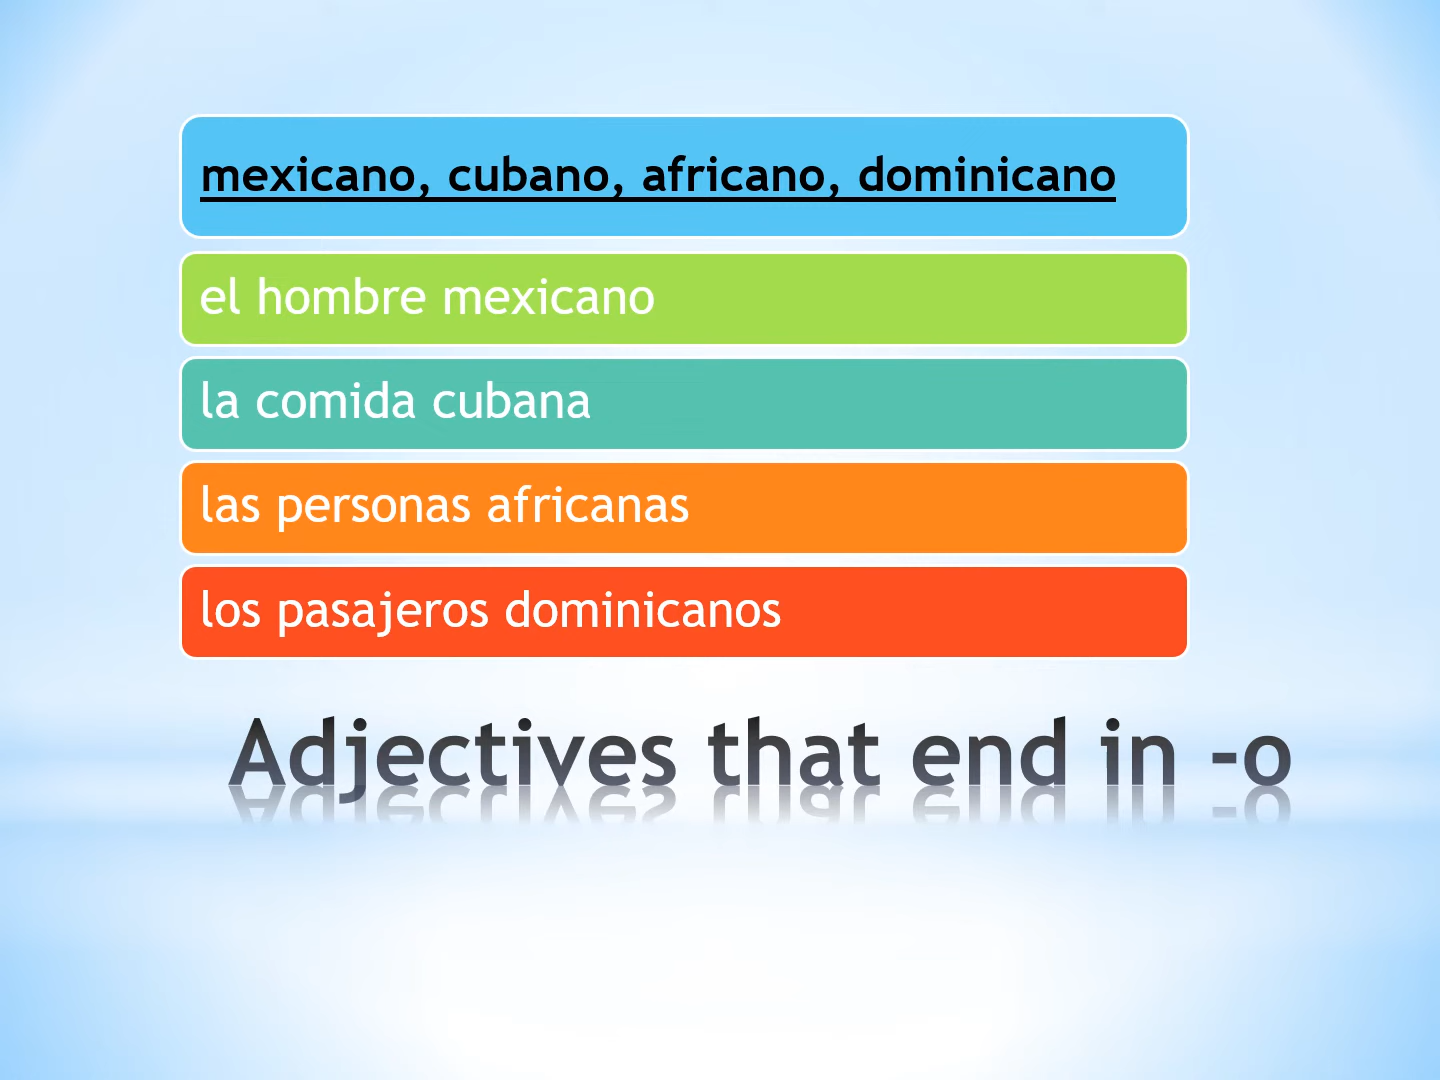 mexicano, cubano, africano, dominicano
el hombre mexicano
la comida cubana
las personas africanas
los pasajeros dominicanos
Adjectives that end in -o